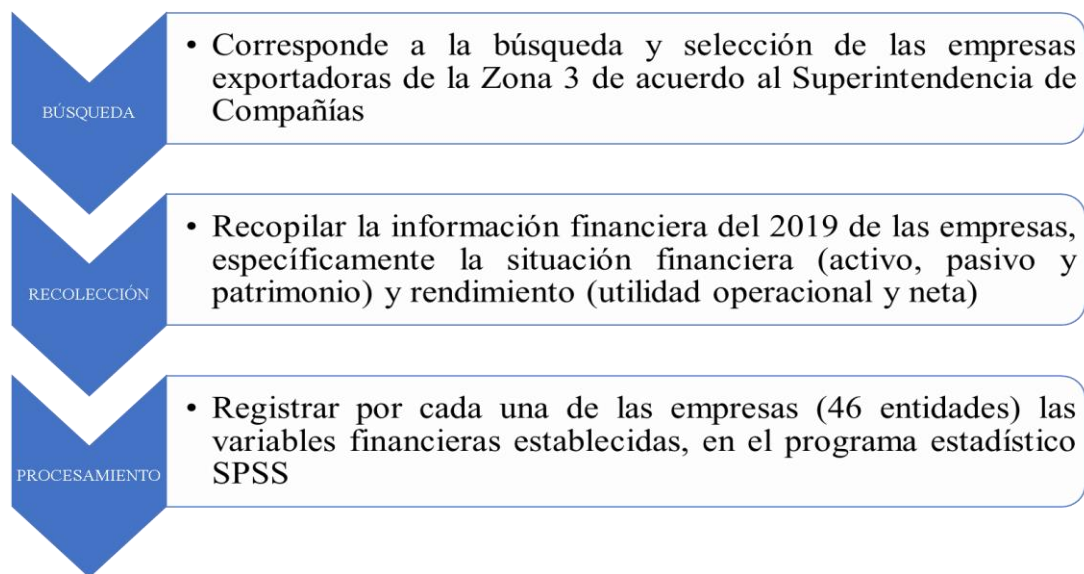 BÚSQUEDA
• Corresponde a la búsqueda y selección de las empresas
exportadoras de la Zona 3 de acuerdo al Superintendencia de
Compañías
RECOLECCIÓN
• Recopilar la información financiera del 2019 de las empresas,
específicamente la situación financiera (activo, pasivo y
patrimonio) y rendimiento (utilidad operacional y neta)
PROCESAMIENTO
• Registrar por cada una de las empresas (46 entidades) las
variables financieras establecidas, en el programa estadístico
SPSS